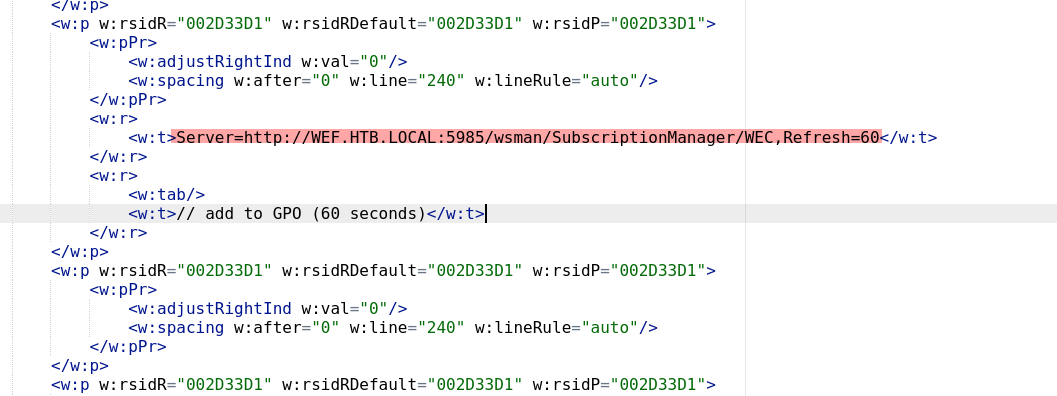 </w:p>
<w:p w:rsidR="002D33D1" w:rsidRDefault="002D33D1" w:rsidP="002D33D1">
<w:pPr>
<w:adjustRightInd w:val="0"/>
<w:spacing w:after="0" w:line="240" w:lineRule="auto"/>
</w:pPr>
<w:r>
<w:t>Server=http://WEF.HTB.LOCAL:5985/wsman/SubscriptionManager/WEC,Refresh=60</w:t>
</w:r>
<w:r>
<w:tab/>
<w:t>// add to GPO (60 seconds)</w:t>
</w:r>
</w:p>
<w:p w:rsidR="002D33D1" w:rsidRDefault="002D33D1" w:rsidP="002D33D1">
<w:pPr>
<w:adjustRightInd w:val="0"/>
<w:spacing w:after="0" w:line="240" w:lineRule="auto"/>
</w:pPr>
</w:p>
<w:p w:rsidR="002D33D1" w:rsidRDefault="002D33D1" w:rsidP="002D33D1">